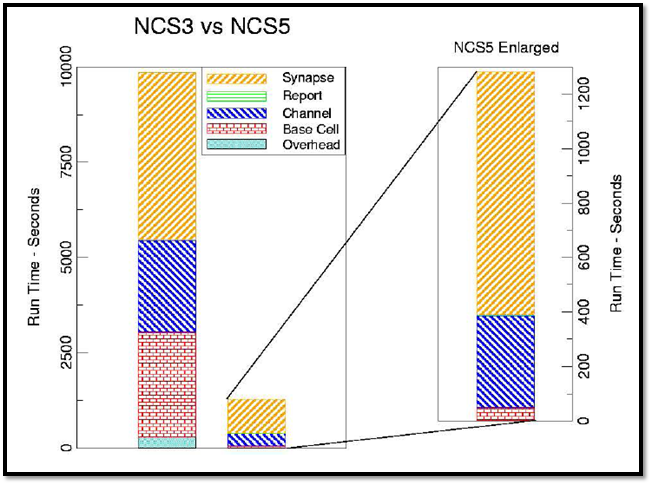 NCS3 vs NCS5
NCS5 Enlarged
Synapse
Report
Channel
Base Cell
Overhead
Run Time - Seconds
10000
7500
5000
2500
0
Run Time - Seconds
1200
1000
800
600
400
200
0